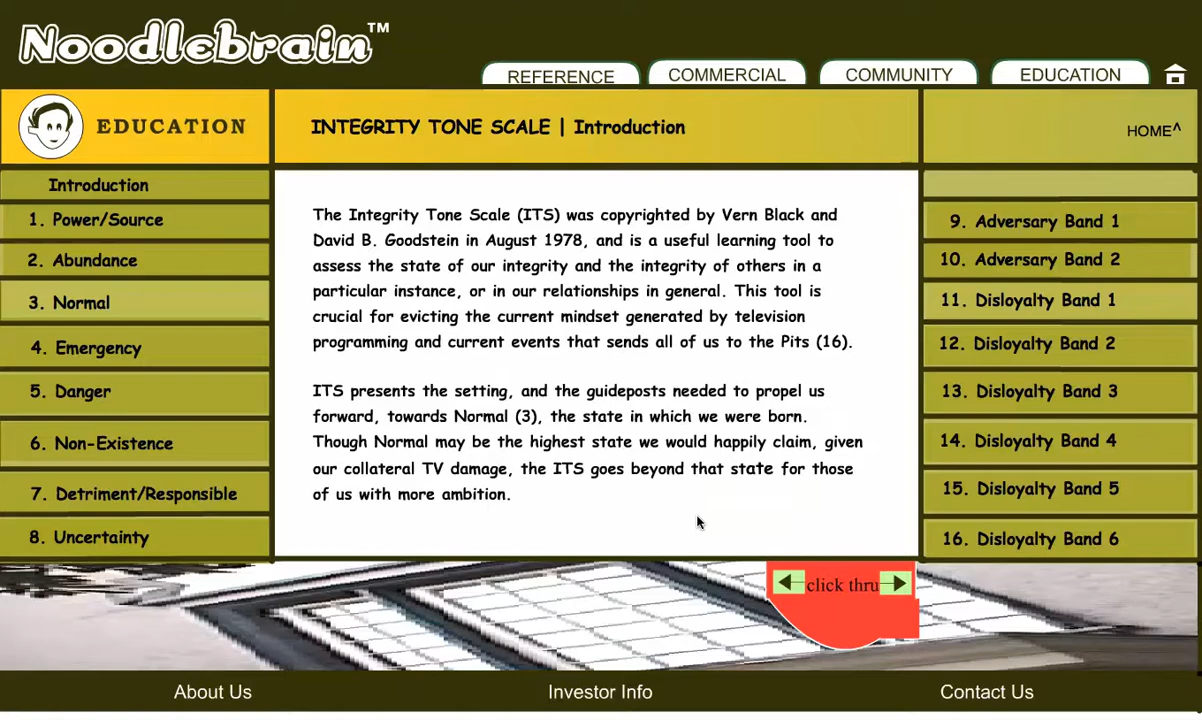 Noodlebrain™
REFERENCE
COMMERCIAL
COMMUNITY
EDUCATION
EDUCATION
INTEGRITY TONE SCALE | Introduction
HOME^
Introduction
1. Power/Source
2. Abundance
3. Normal
4. Emergency
5. Danger
6. Non-Existence
7. Detriment/Responsible
8. Uncertainty
The Integrity Tone Scale (ITS) was copyrighted by Vern Black and
David B. Goodstein in August 1978, and is a useful learning tool to
assess the state of our integrity and the integrity of others in a
particular instance, or in our relationships in general. This tool is
crucial for evicting the current mindset generated by television
programming and current events that sends all of us to the Pits (16).
ITS presents the setting, and the guideposts needed to propel us
forward, towards Normal (3), the state in which we were born.
Though Normal may be the highest state we would happily claim, given
our collateral TV damage, the ITS goes beyond that state for those
of us with more ambition.
9. Adversary Band 1
10. Adversary Band 2
11. Disloyalty Band 1
12. Disloyalty Band 2
13. Disloyalty Band 3
14. Disloyalty Band 4
15. Disloyalty Band 5
16. Disloyalty Band 6
click thru
About Us
Investor Info
Contact Us